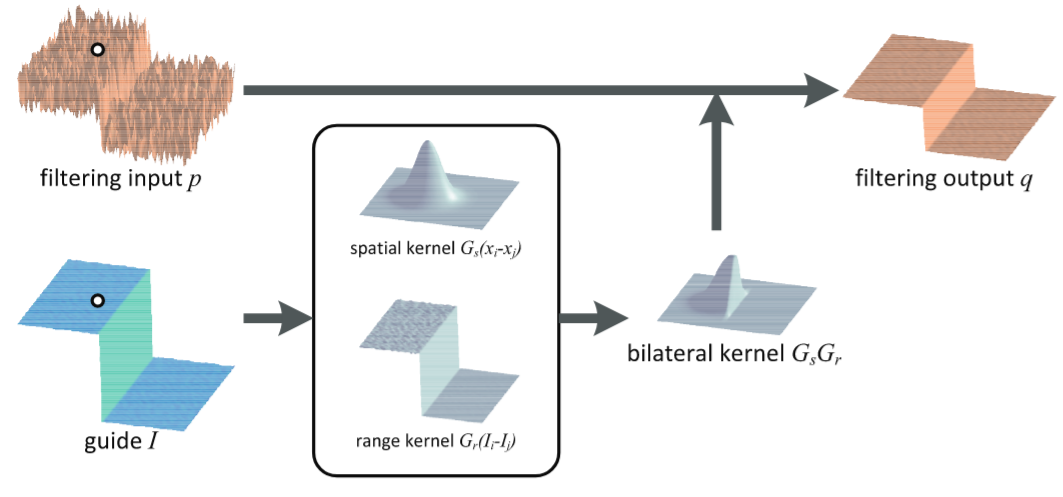 filtering input p
filtering output q
spatial kernel Gₛ(xᵢ-xⱼ)
bilateral kernel GₛGᵣ
guide I
range kernel Gᵣ(Iᵢ-Iⱼ)